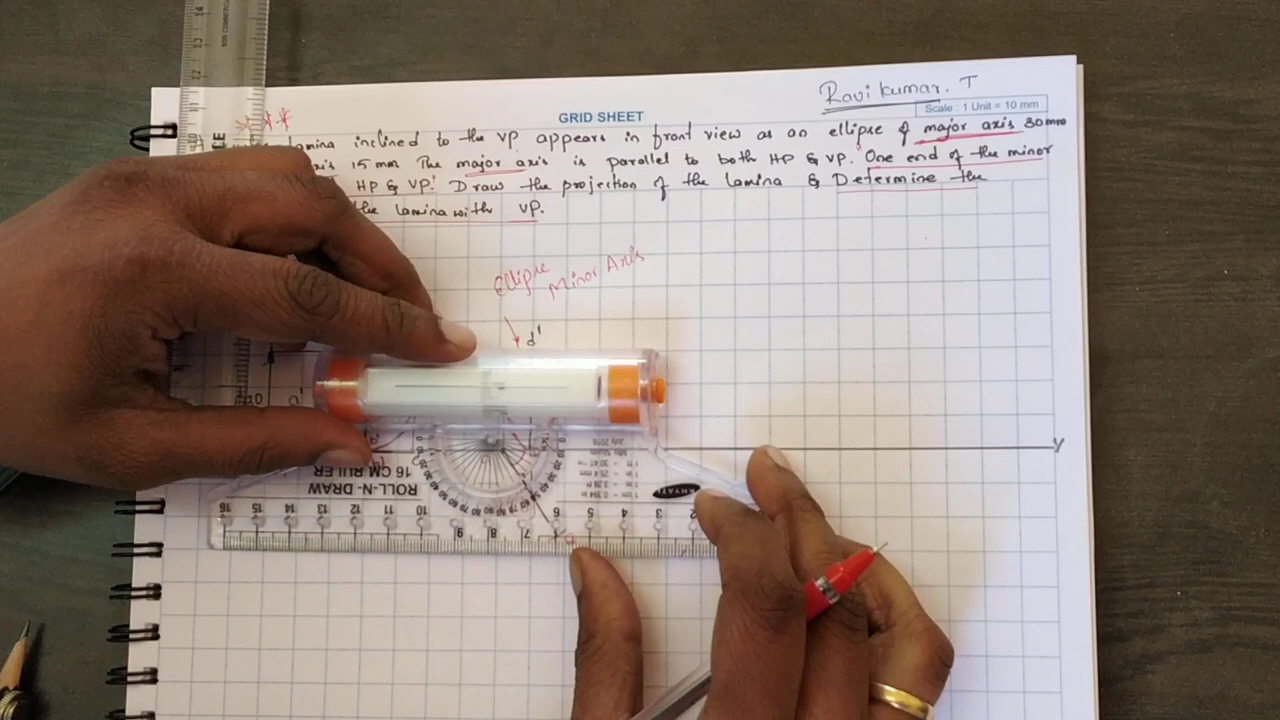 Ravi kumar. T
GRID SHEET
Scale : 1 Unit = 10 mm
lamina inclined to the VP appears in front view as an ellipse of major axis 30mm
axis 15 mm The major axis is parallel to both HP & VP. One end of the minor
HP & VP. Draw the projection of the lamina & Determine the
the lamina with VP.
Ellipse
Minor Axis
d'
y
ROLL-N-DRAW
16 CM RULER
July 2016
16 15 14 13 12 11 10 9 8 7 6 5 4 3 2